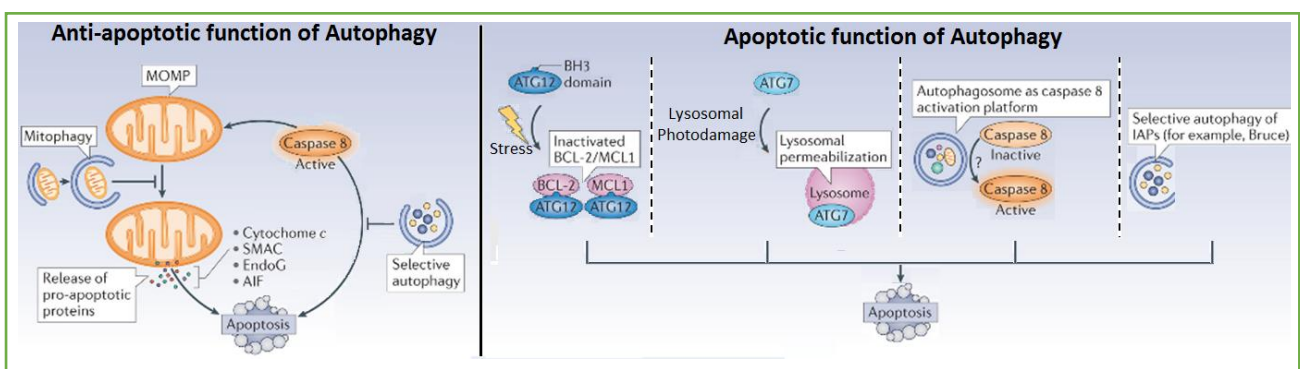 Anti-apoptotic function of Autophagy
MOMP
Mitophagy
Caspase 8
Active
• Cytochome c
• SMAC
• EndoG
• AIF
Release of
pro-apoptotic
proteins
Selective
autophagy
Apoptosis
Apoptotic function of Autophagy
BH3
domain
ATG12
Stress
Inactivated
BCL-2/MCL1
BCL-2
MCL1
ATG12
ATG12
ATG7
Lysosomal
Photodamage
Lysosomal
permeabilization
Lysosome
ATG7
Autophagosome as caspase 8
activation platform
Caspase 8
Inactive
?
Caspase 8
Active
Selective autophagy of
IAPs (for example, Bruce)
Apoptosis